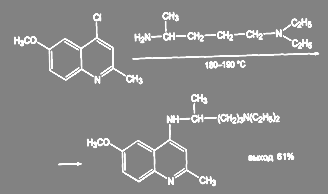 Cl
CH₃
H₃CO
H₂N—CH—CH₂—CH₂—CH₂—N
C₂H₅
C₂H₅
N
CH₃
180–190 °C
CH₃
NH—CH—(CH₂)₃N(C₂H₅)₂
H₃CO
N
CH₃
выход 61%